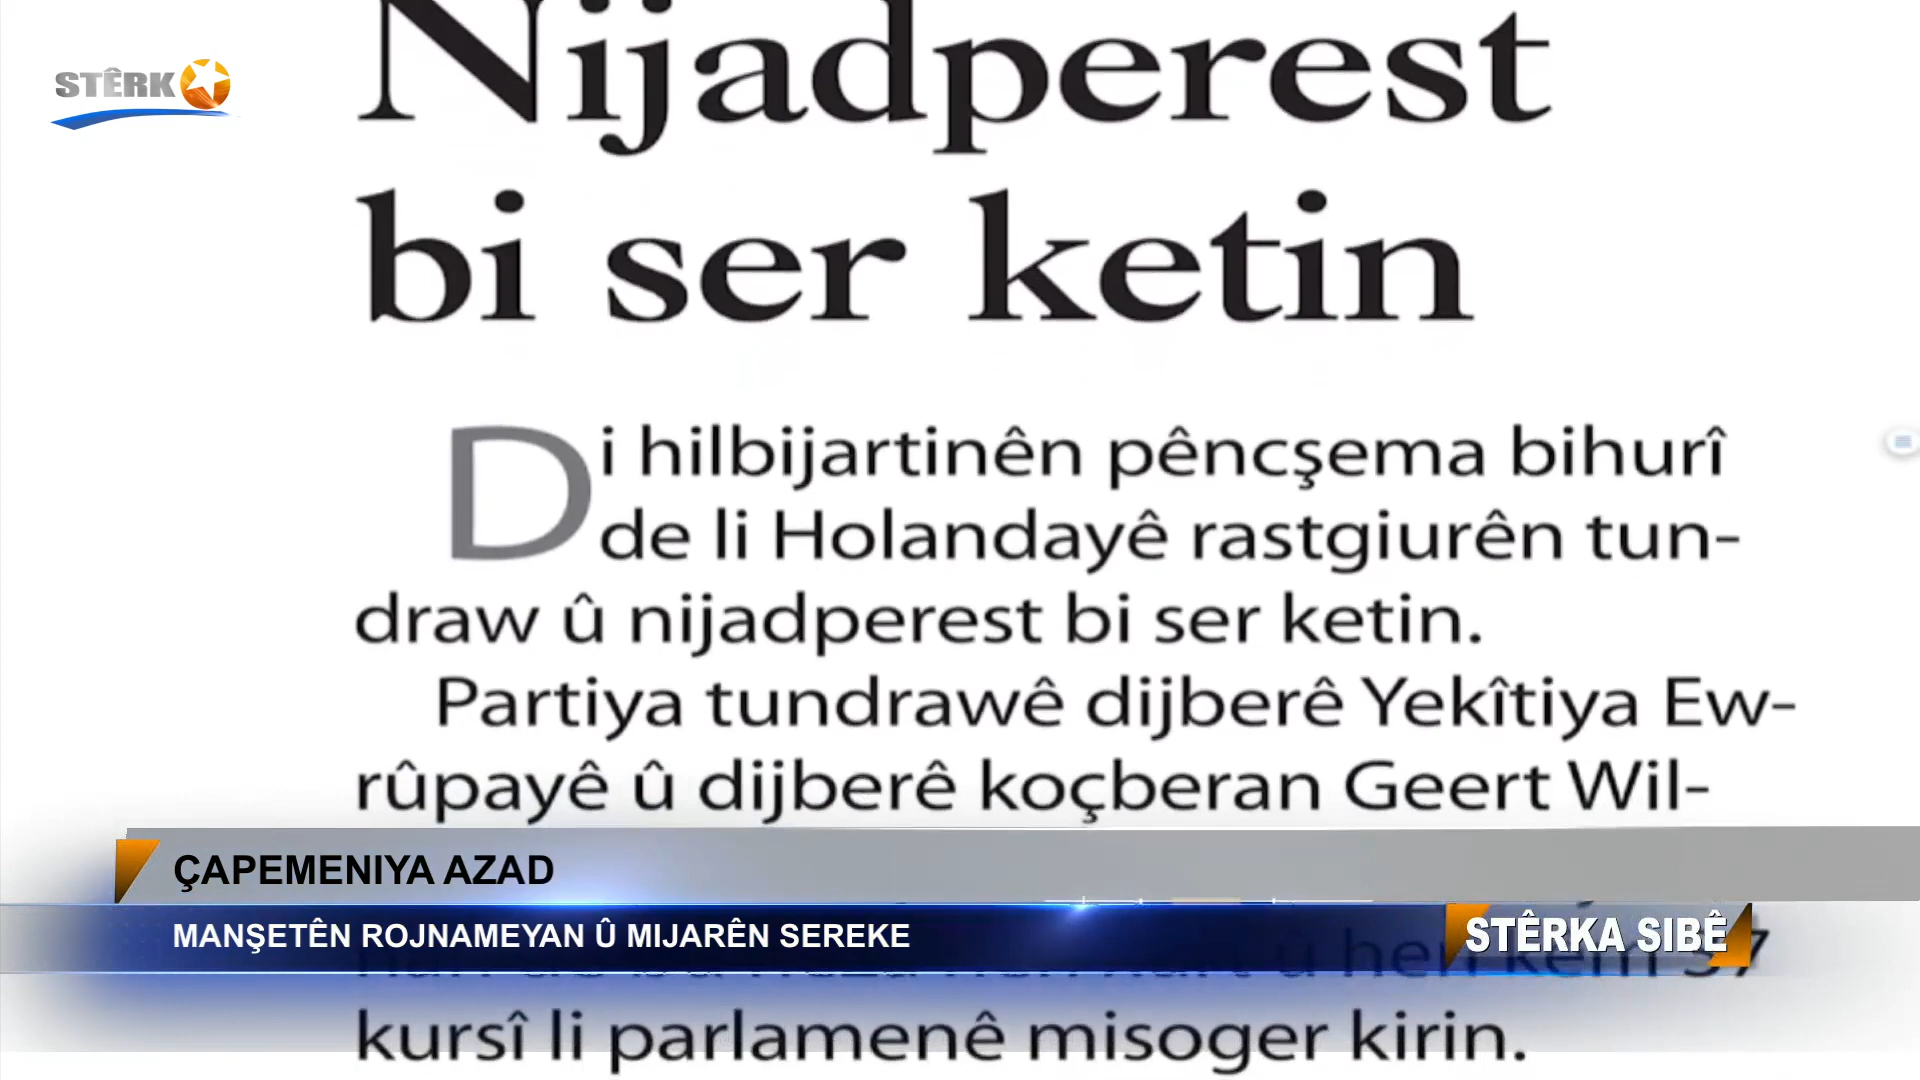 STÊRK
Nijadperest
bi ser ketin
Di hilbijartinên pêncşema bihurî
de li Holandayê rastgiurên tun-
draw û nijadperest bi ser ketin.
Partiya tundrawê dijberê Yekîtiya Ew-
rûpayê û dijberê koçberan Geert Wil-
ÇAPEMENIYA AZAD
MANŞETÊN ROJNAMEYAN Û MIJARÊN SEREKE
STÊRKA SIBÊ
kursî li parlamenê misoger kirin.